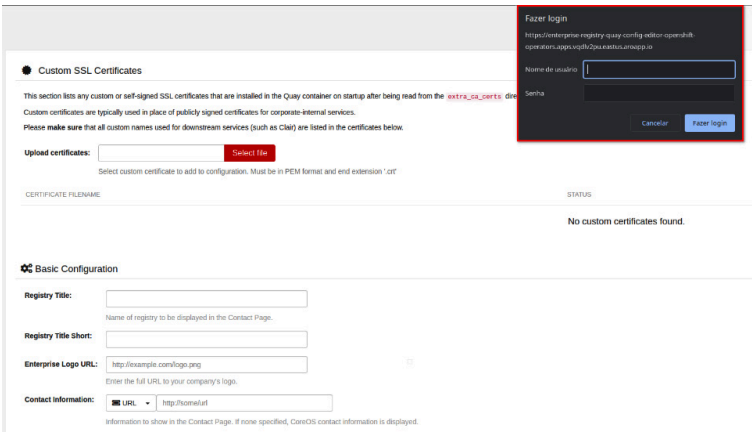 Fazer login
https://enterprise-registry-quay-config-editor-openshift-
operators.apps.vqdlv2pu.eastus.aroapp.io
Nome de usuário
Senha
Cancelar Fazer login
Custom SSL Certificates
This section lists any custom or self-signed SSL certificates that are installed in the Quay container on startup after being read from the extra_ca_certs dire
Custom certificates are typically used in place of publicly signed certificates for corporate-internal services.
Please make sure that all custom names used for downstream services (such as Clair) are listed in the certificates below.
Upload certificates: Select file
Select custom certificate to add to configuration. Must be in PEM format and end extension '.crt'
CERTIFICATE FILENAME STATUS
No custom certificates found.
Basic Configuration
Registry Title:
Name of registry to be displayed in the Contact Page.
Registry Title Short:
Enterprise Logo URL: http://example.com/logo.png
Enter the full URL to your company's logo.
Contact Information: URL http://some/url
Information to show in the Contact Page. If none specified, CoreOS contact information is displayed.